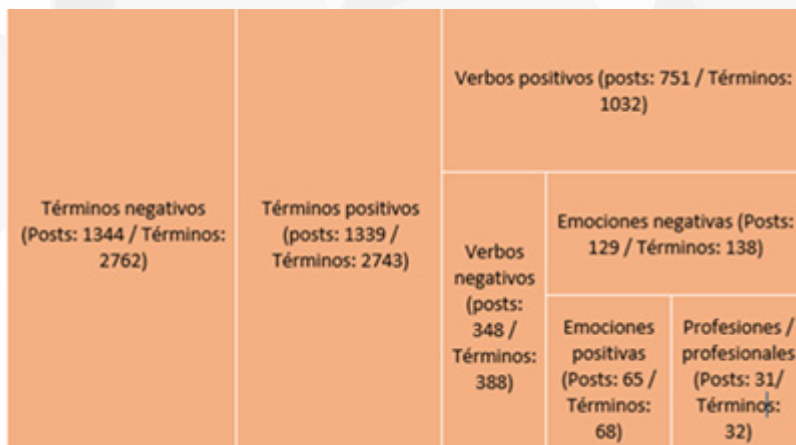 Términos negativos
(Posts: 1344 / Términos:
2762)
Términos positivos
(posts: 1339 /
Términos: 2743)
Verbos positivos (posts: 751 / Términos:
1032)
Verbos
negativos
(posts:
348 /
Términos:
388)
Emociones negativas (Posts:
129 / Términos: 138)
Emociones
positivas
(Posts: 65 /
Términos:
68)
Profesiones /
profesionales
(Posts: 31/
Términos:
32)